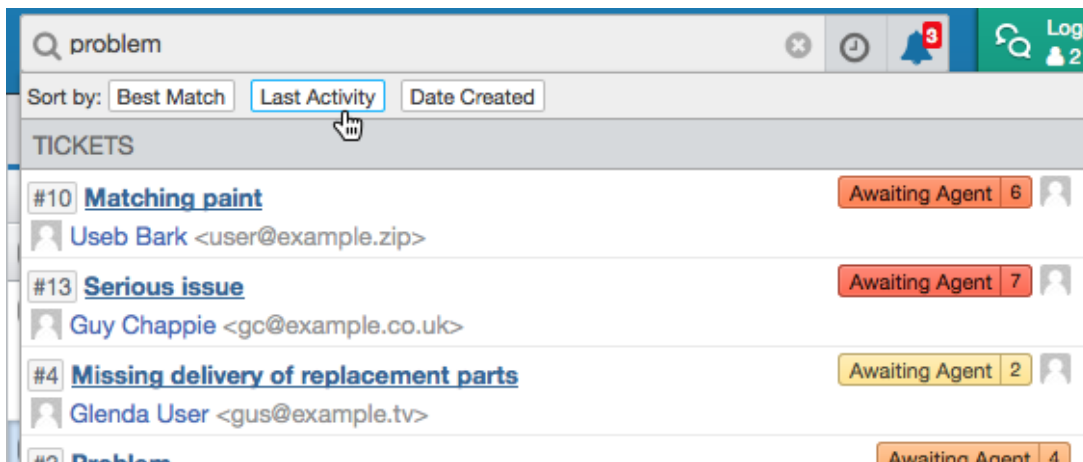 problem
3
Log
2
Sort by: Best Match Last Activity Date Created
TICKETS
#10 Matching paint Awaiting Agent 6
Useb Bark <user@example.zip>
#13 Serious issue Awaiting Agent 7
Guy Chappie <gc@example.co.uk>
#4 Missing delivery of replacement parts Awaiting Agent 2
Glenda User <gus@example.tv>
Problem Awaiting Agent 4